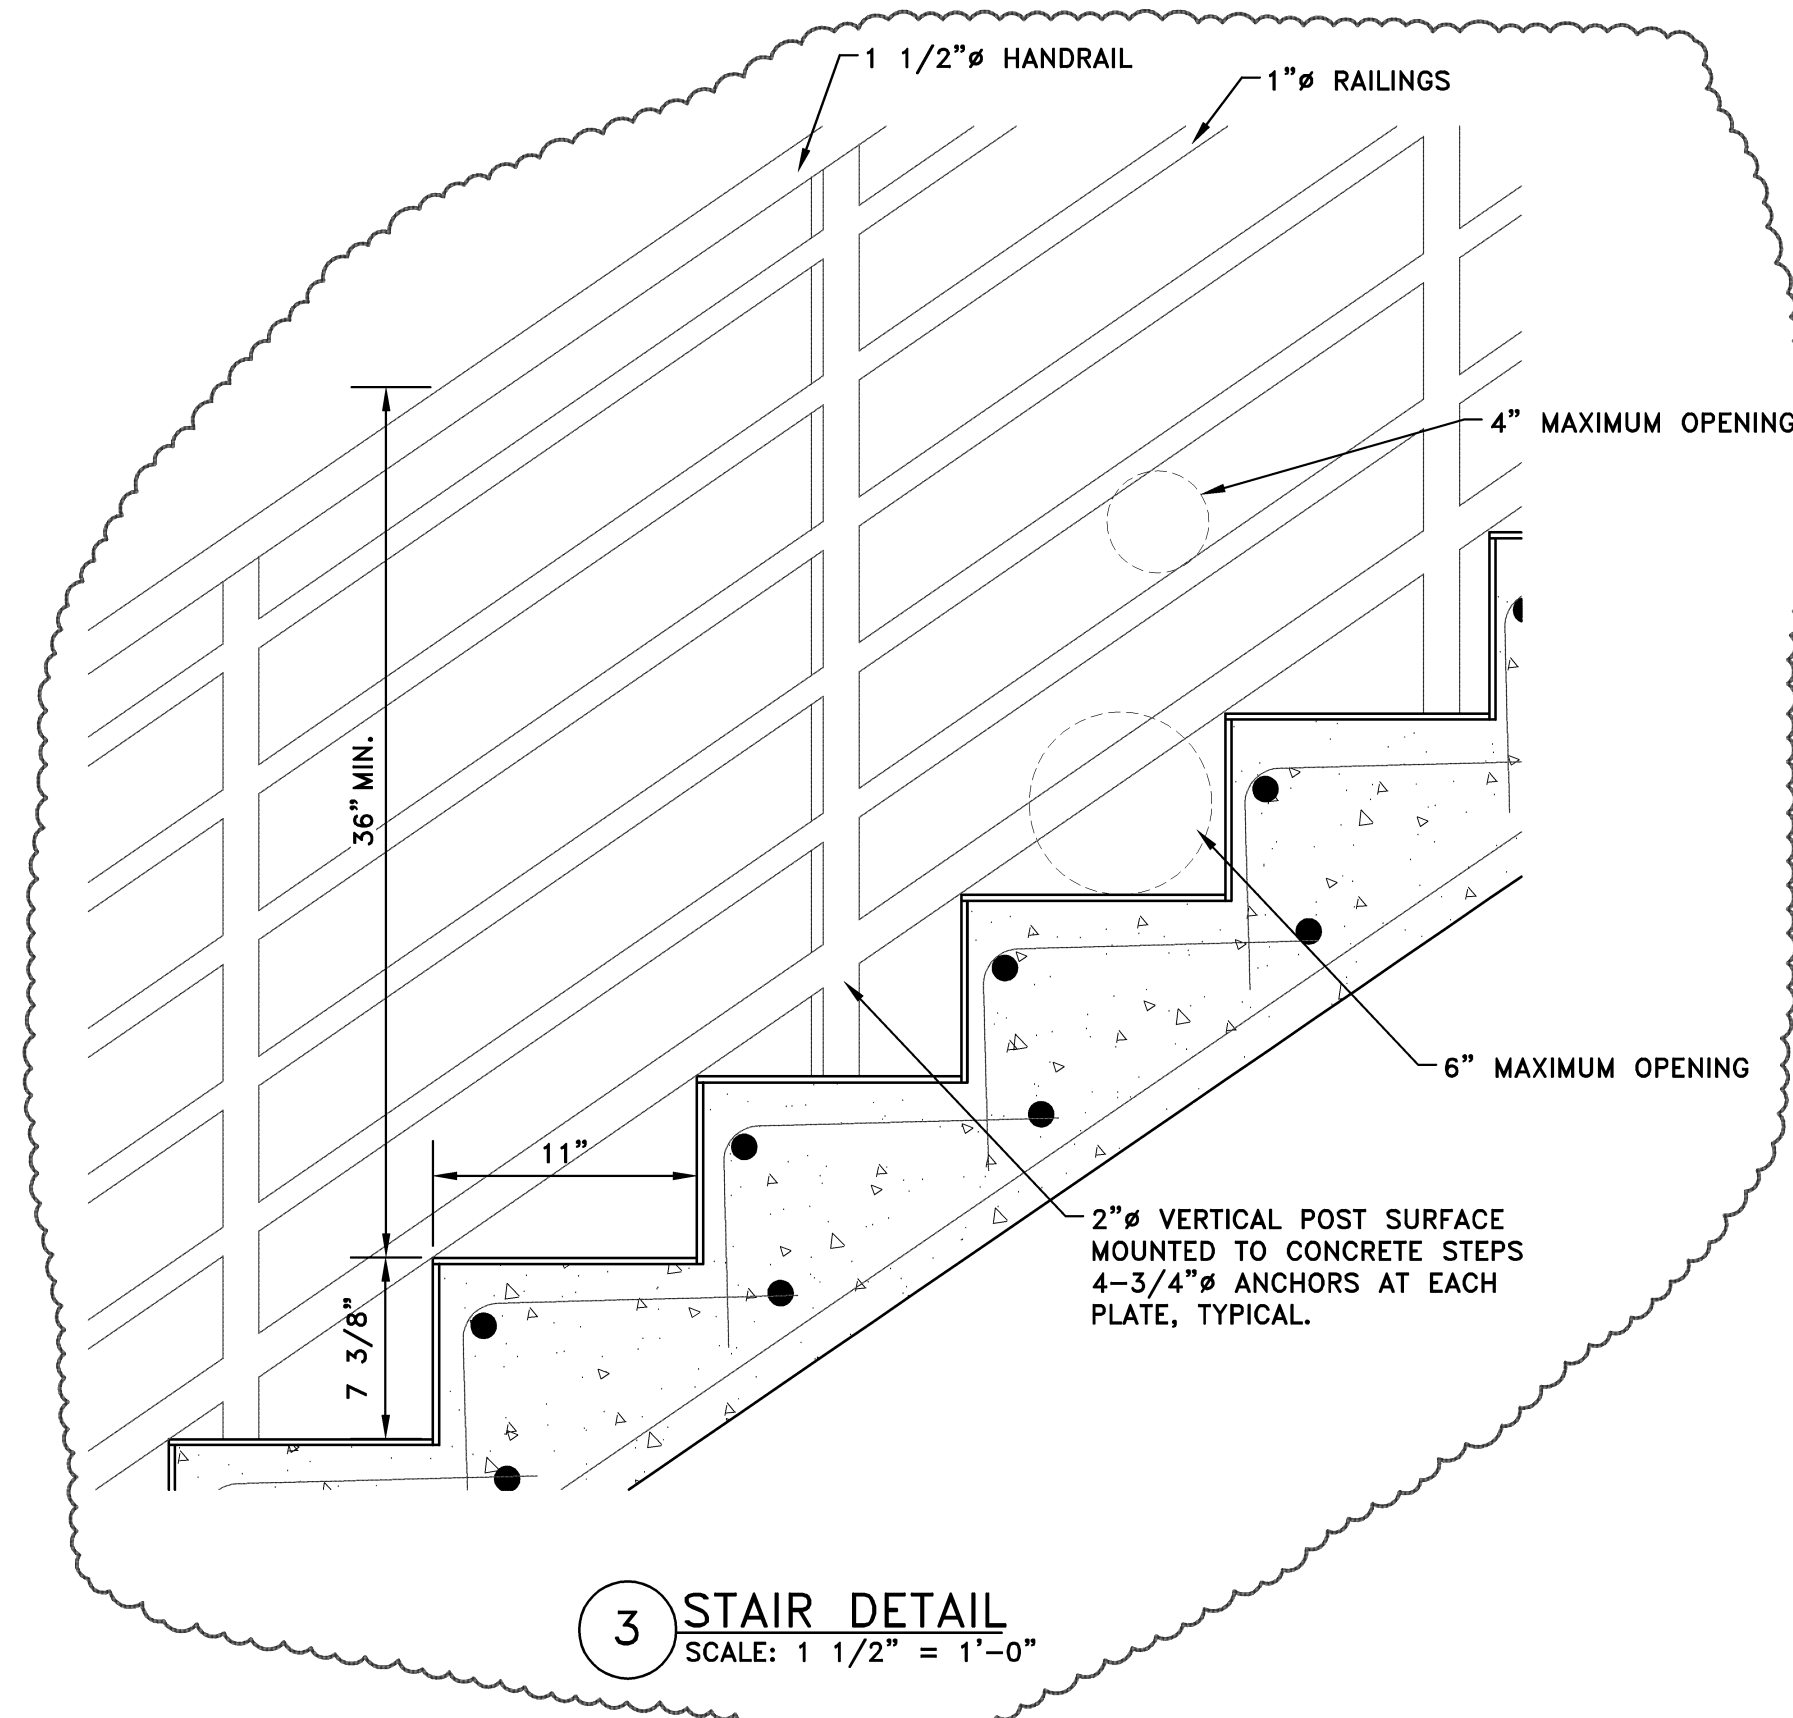 1 1/2"ø HANDRAIL
1"ø RAILINGS
4" MAXIMUM OPENING
36" MIN.
6" MAXIMUM OPENING
11"
7 3/8"
2"ø VERTICAL POST SURFACE
MOUNTED TO CONCRETE STEPS
4-3/4"ø ANCHORS AT EACH
PLATE, TYPICAL.
3
STAIR DETAIL
SCALE: 1 1/2" = 1'-0"